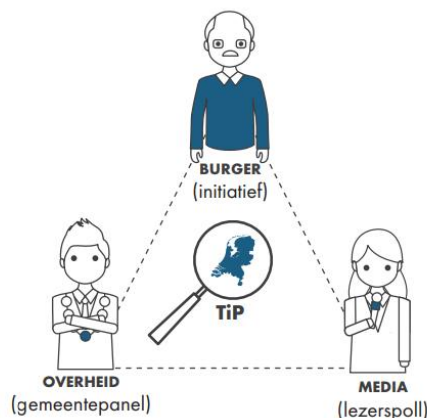 BURGER
(initiatief)
TiP
OVERHEID
(gemeentepanel)
MEDIA
(lezerspoll)